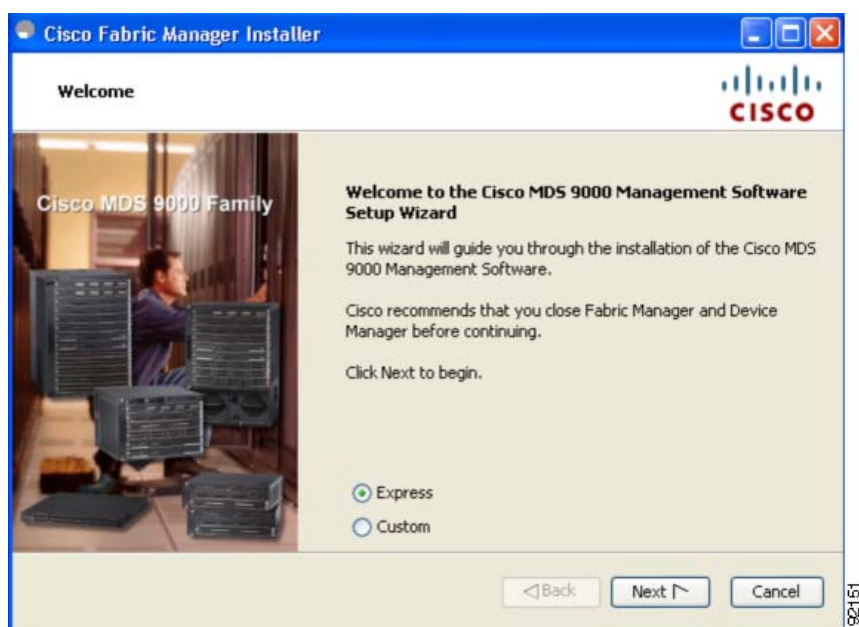 Cisco Fabric Manager Installer
Welcome
CISCO
Cisco MDS 9000 Family
Welcome to the Cisco MDS 9000 Management Software
Setup Wizard
This wizard will guide you through the installation of the Cisco MDS
9000 Management Software.
Cisco recommends that you close Fabric Manager and Device
Manager before continuing.
Click Next to begin.
Express
Custom
Back
Next
Cancel
92151